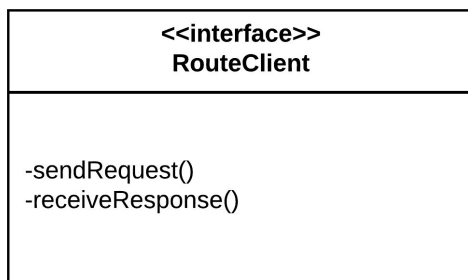 <<interface>>
RouteClient
-sendRequest()
-receiveResponse()